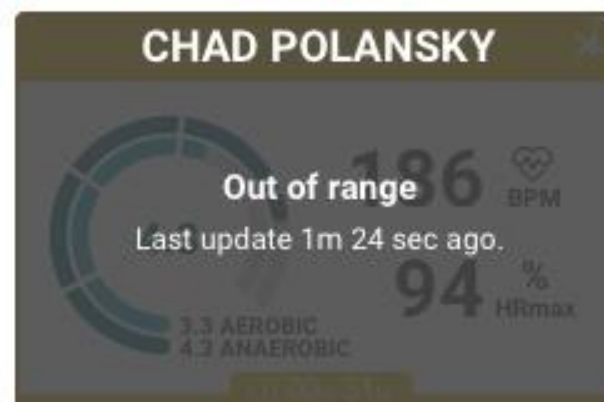 CHAD POLANSKY
186
BPM
Out of range
Last update 1m 24 sec ago.
94
%
HRmax
3.3 AEROBIC
4.3 ANAEROBIC